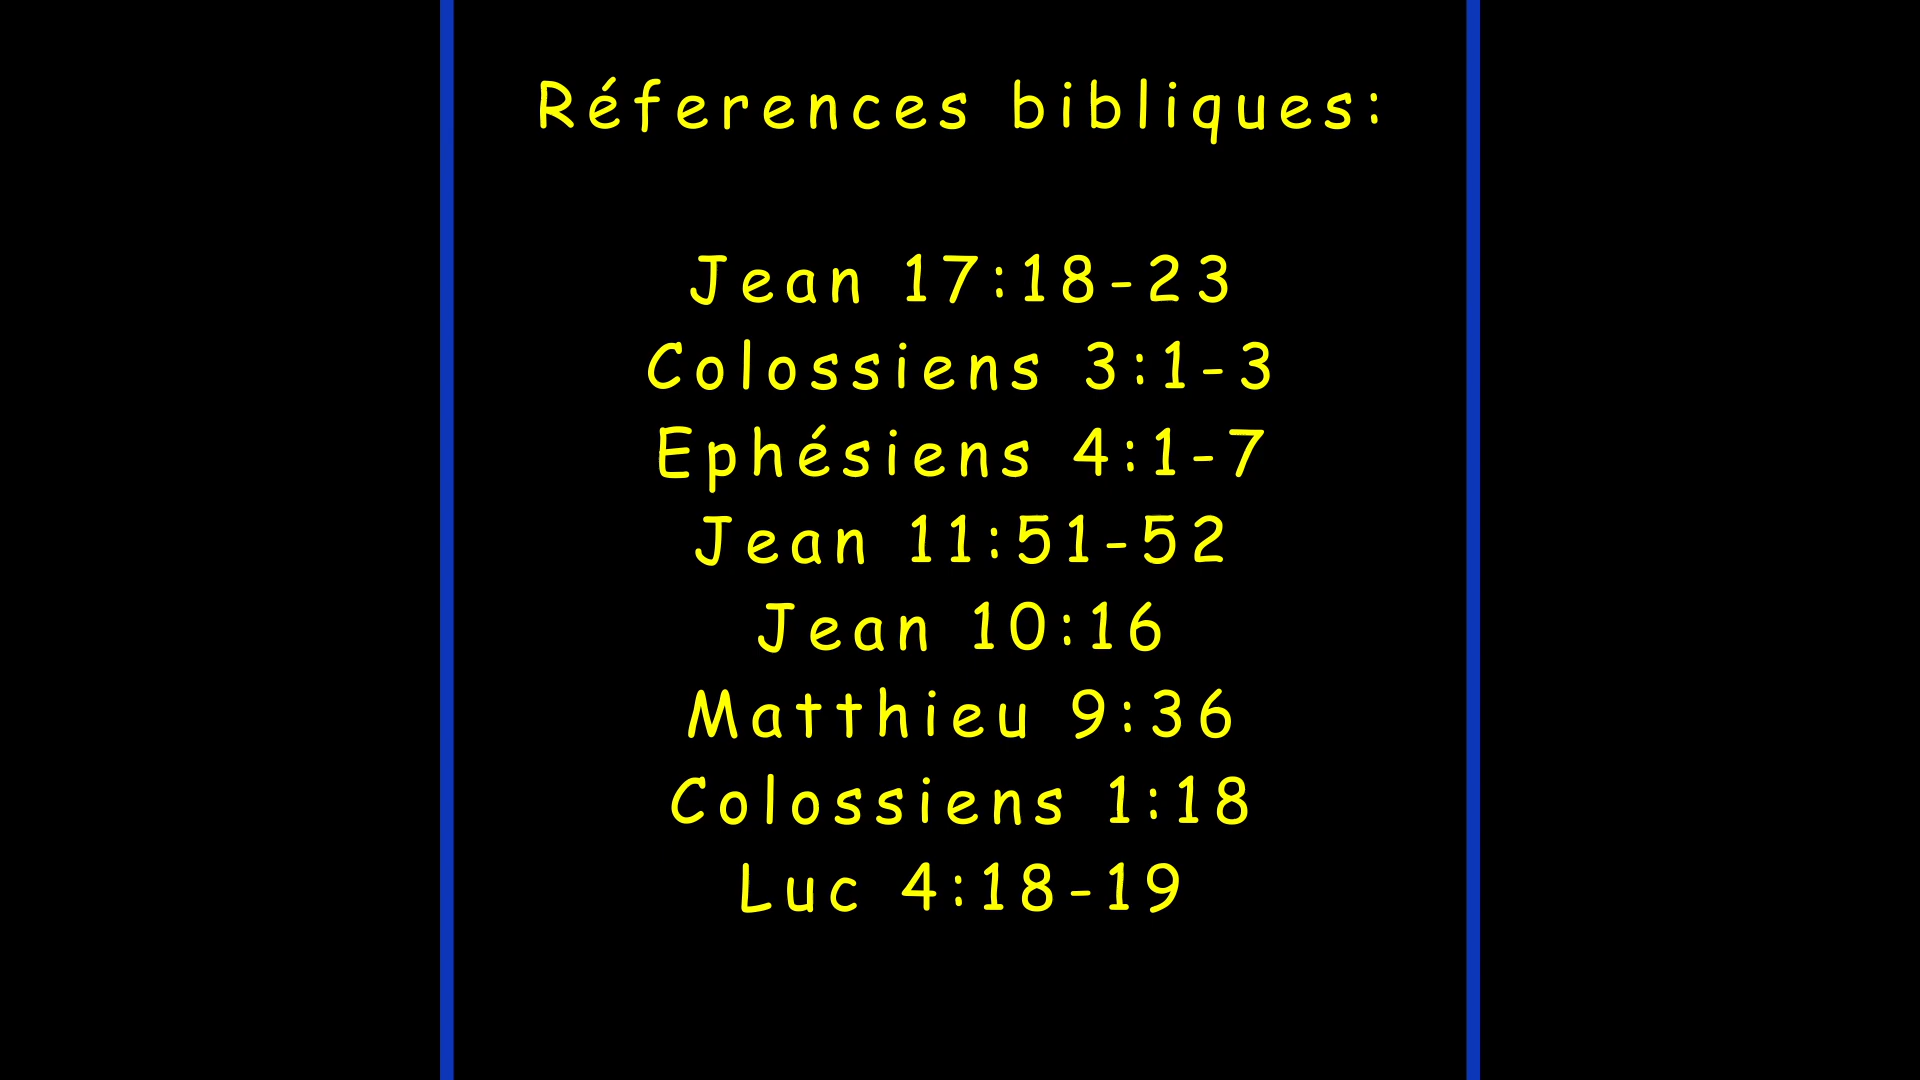 Réferences bibliques:
Jean 17:18-23
Colossiens 3:1-3
Ephésiens 4:1-7
Jean 11:51-52
Jean 10:16
Matthieu 9:36
Colossiens 1:18
Luc 4:18-19